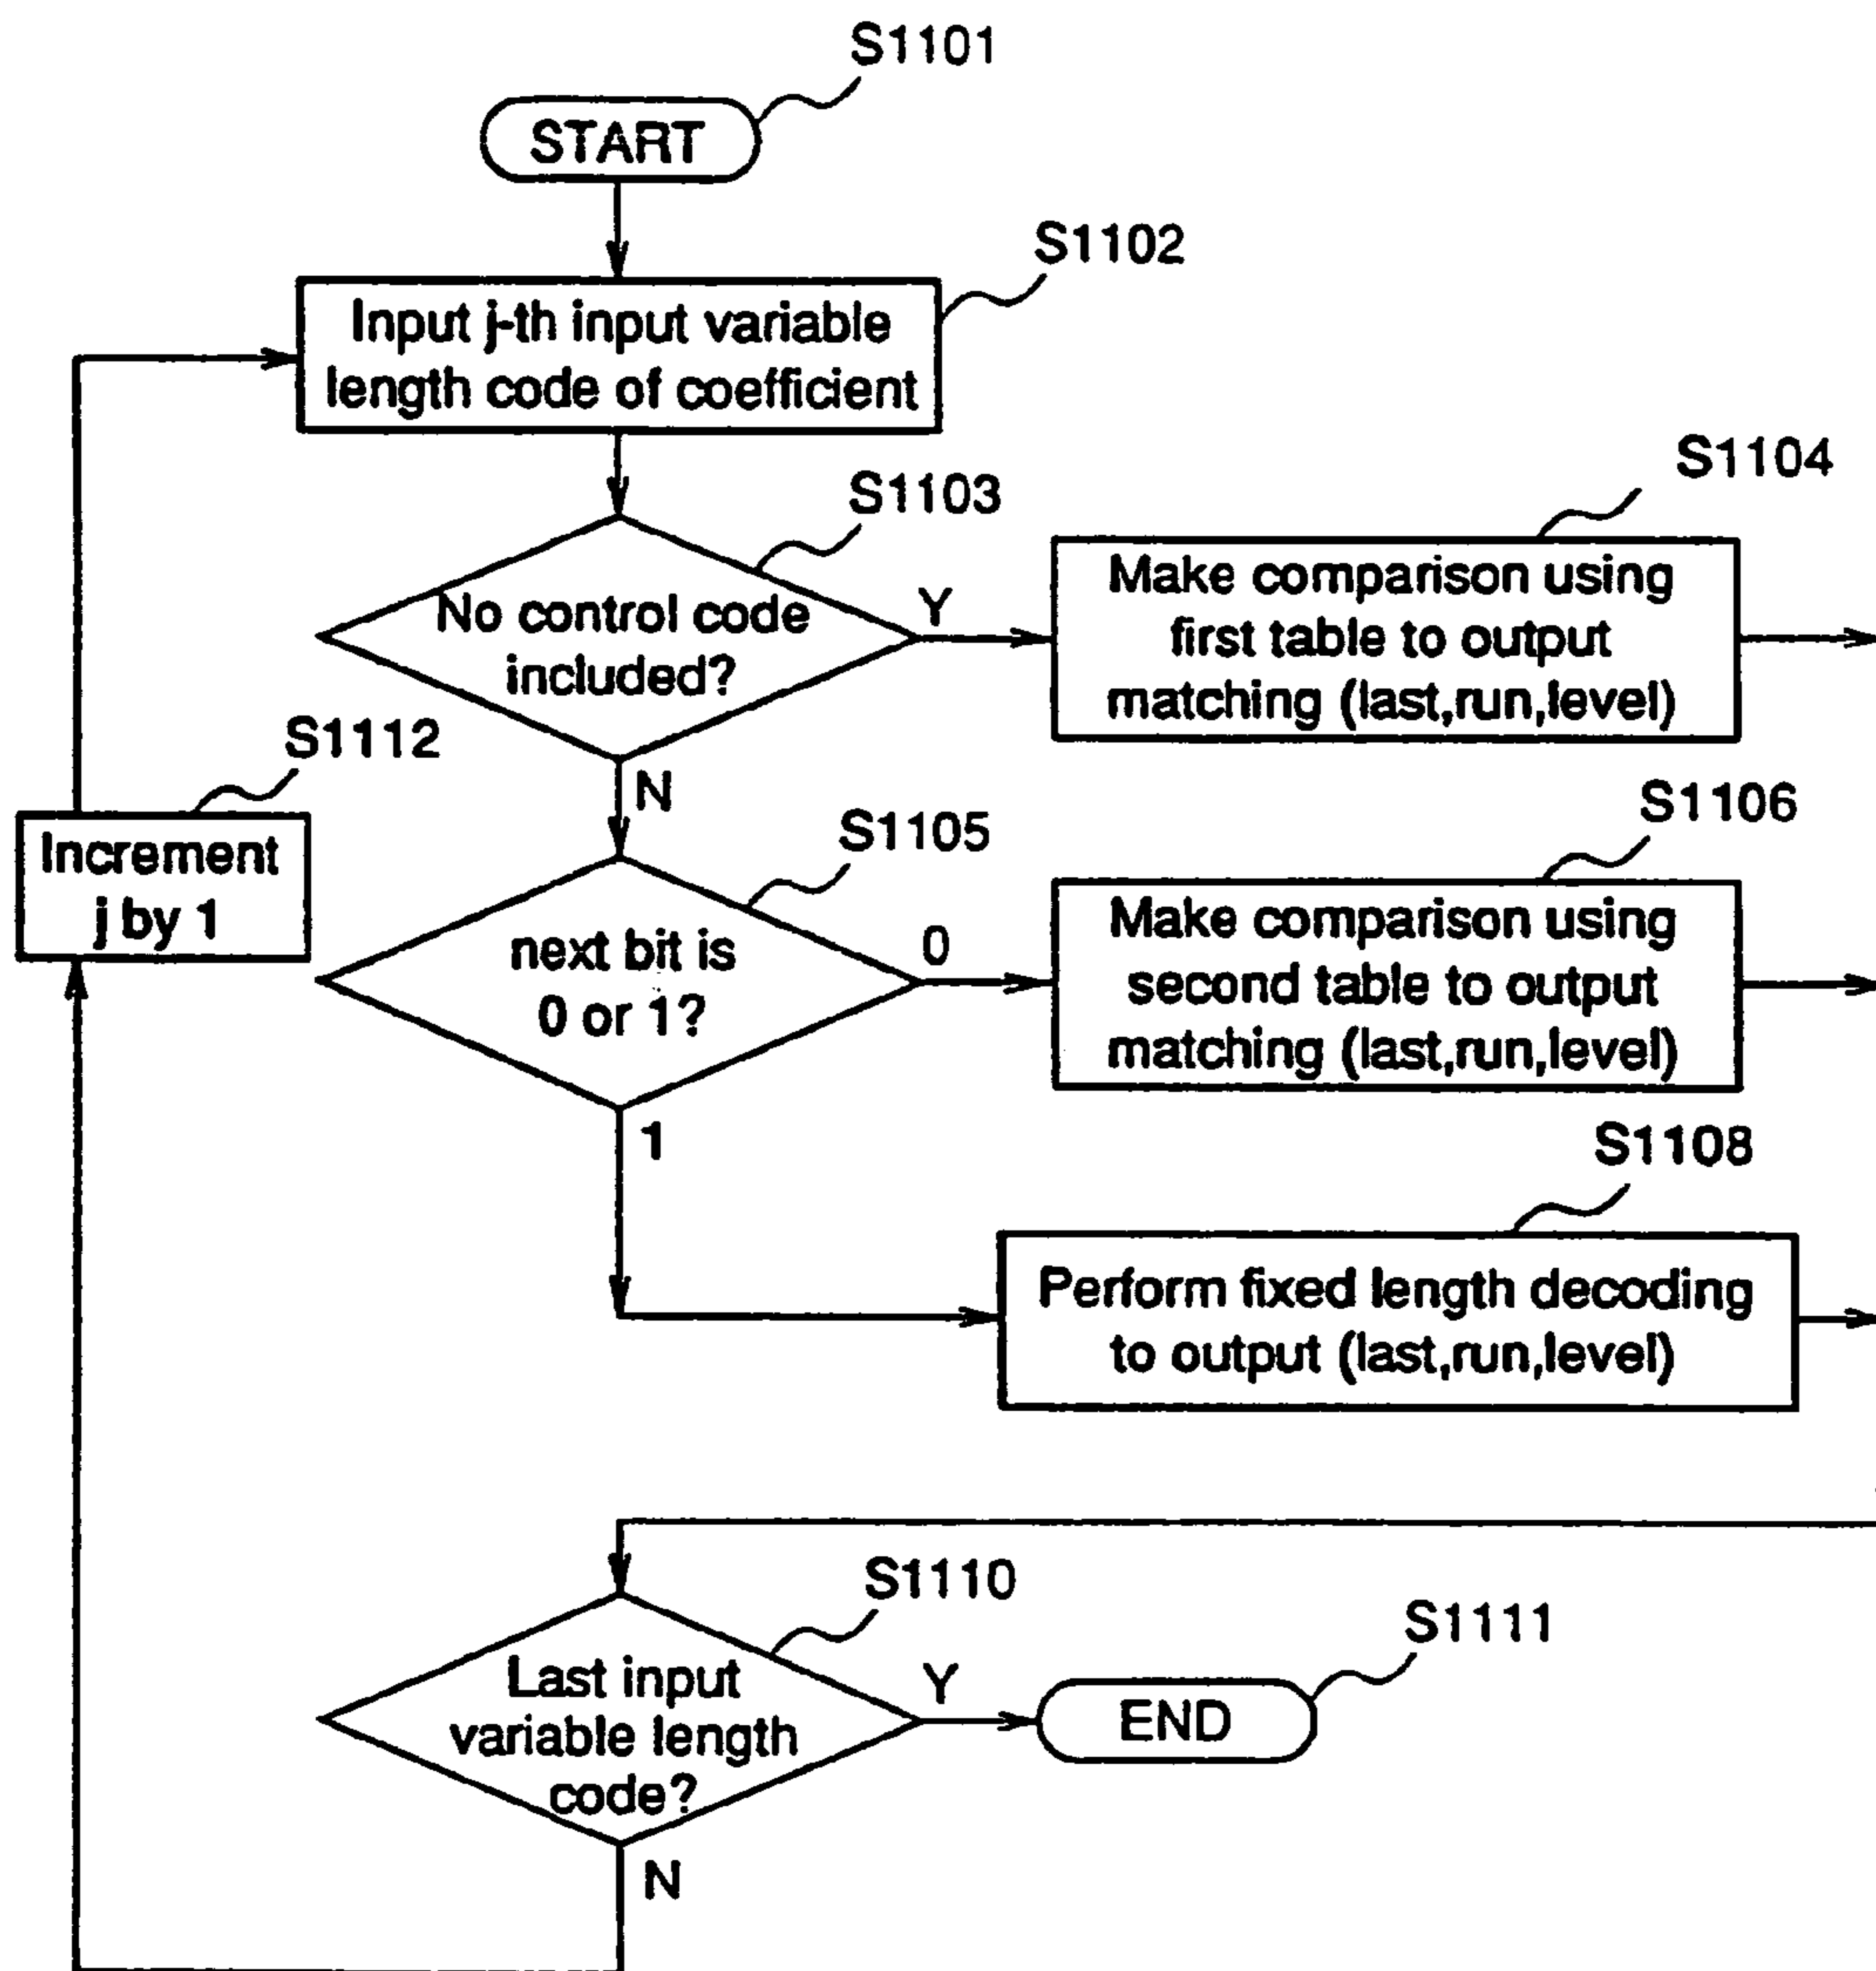 S1101
START
S1102
Input j-th input variable
length code of coefficient
S1103
No control code
included?
Y
N
S1104
Make comparison using
first table to output
matching (last,run,level)
S1112
Increment
j by 1
S1105
next bit is
0 or 1?
0
1
S1106
Make comparison using
second table to output
matching (last,run,level)
S1108
Perform fixed length decoding
to output (last,run,level)
S1110
Last input
variable length
code?
Y
N
S1111
END